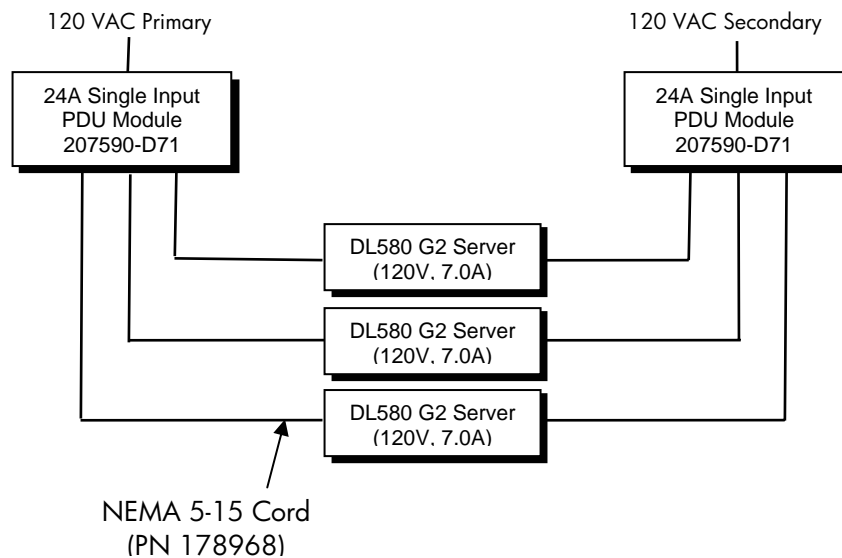 120 VAC Primary
120 VAC Secondary
24A Single Input
PDU Module
207590-D71
24A Single Input
PDU Module
207590-D71
DL580 G2 Server
(120V, 7.0A)
DL580 G2 Server
(120V, 7.0A)
DL580 G2 Server
(120V, 7.0A)
NEMA 5-15 Cord
(PN 178968)